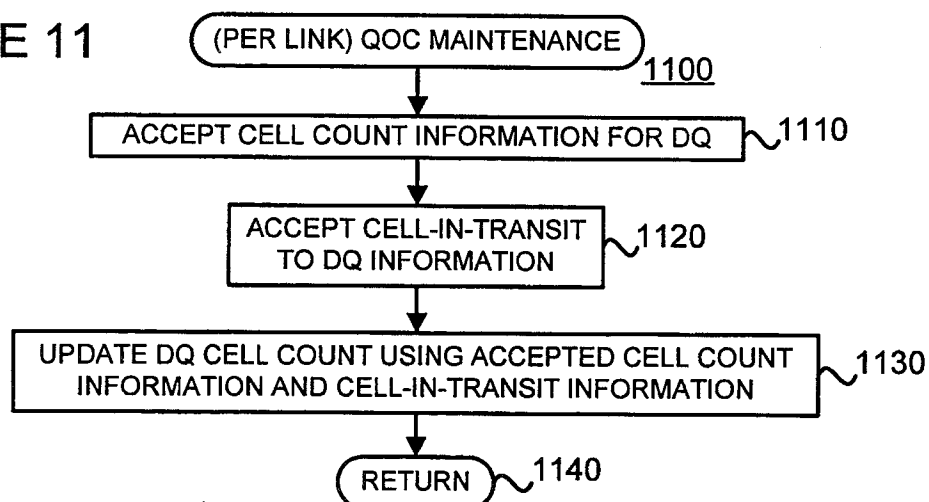 E 11
(PER LINK) QOC MAINTENANCE
1100
ACCEPT CELL COUNT INFORMATION FOR DQ
1110
ACCEPT CELL-IN-TRANSIT
TO DQ INFORMATION
1120
UPDATE DQ CELL COUNT USING ACCEPTED CELL COUNT
INFORMATION AND CELL-IN-TRANSIT INFORMATION
1130
RETURN
1140